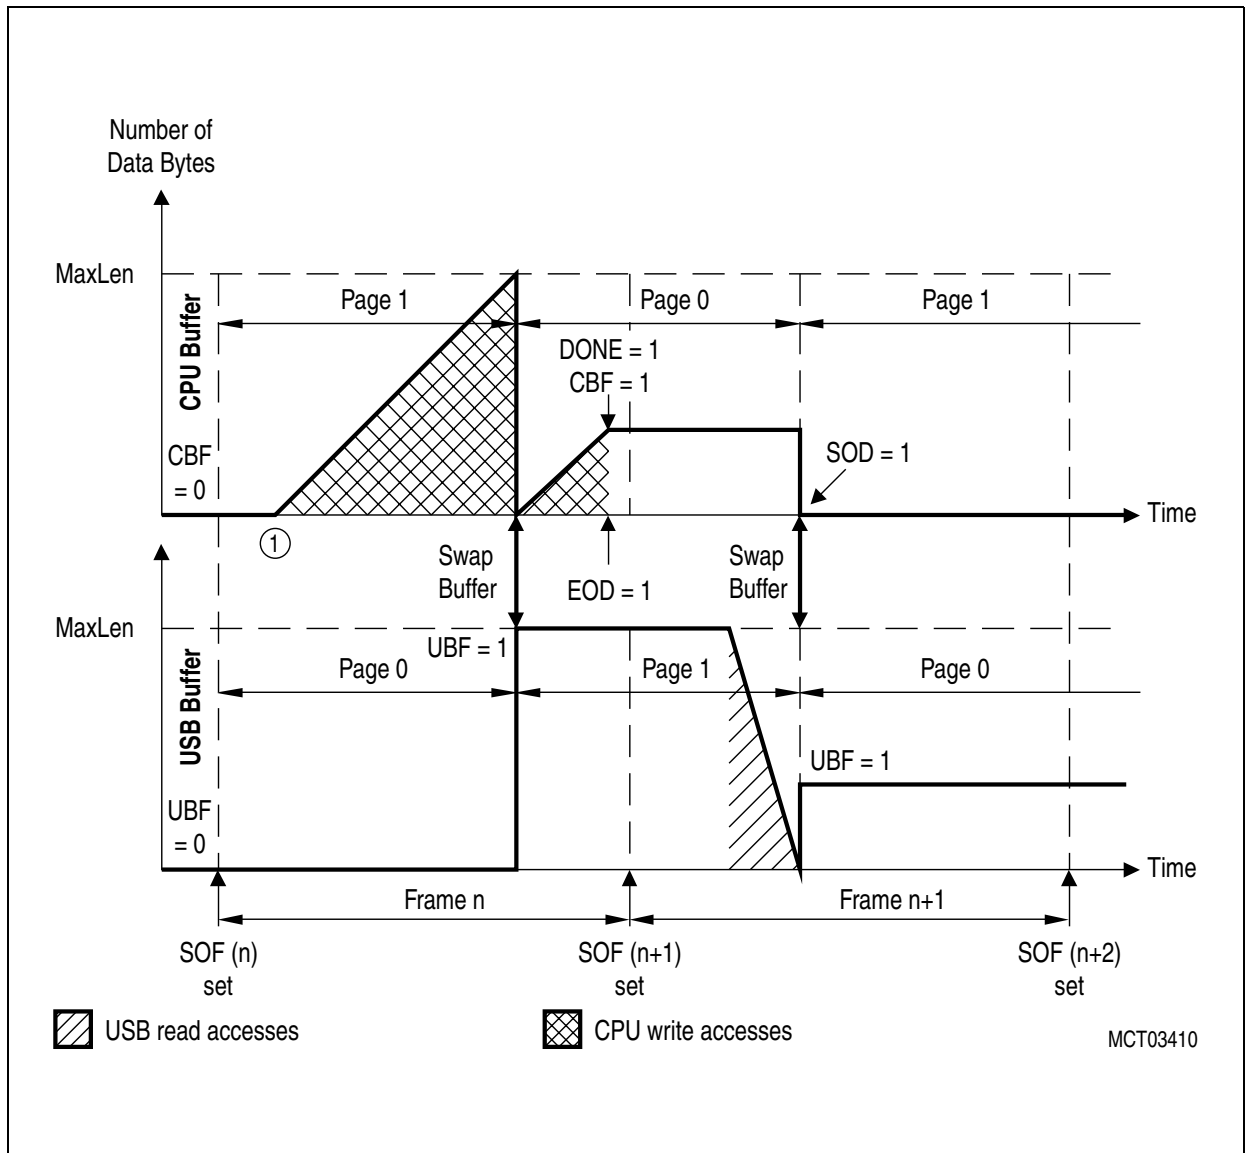 Number of
Data Bytes
MaxLen
CPU Buffer
Page 1
Page 0
Page 1
DONE = 1
CBF = 1
CBF
= 0
SOD = 1
Time
1
Swap
Buffer
EOD = 1
Swap
Buffer
MaxLen
USB Buffer
UBF = 1
Page 0
Page 1
Page 0
UBF = 1
UBF
= 0
Time
Frame n
Frame n+1
SOF (n)
set
SOF (n+1)
set
SOF (n+2)
set
USB read accesses
CPU write accesses
MCT03410